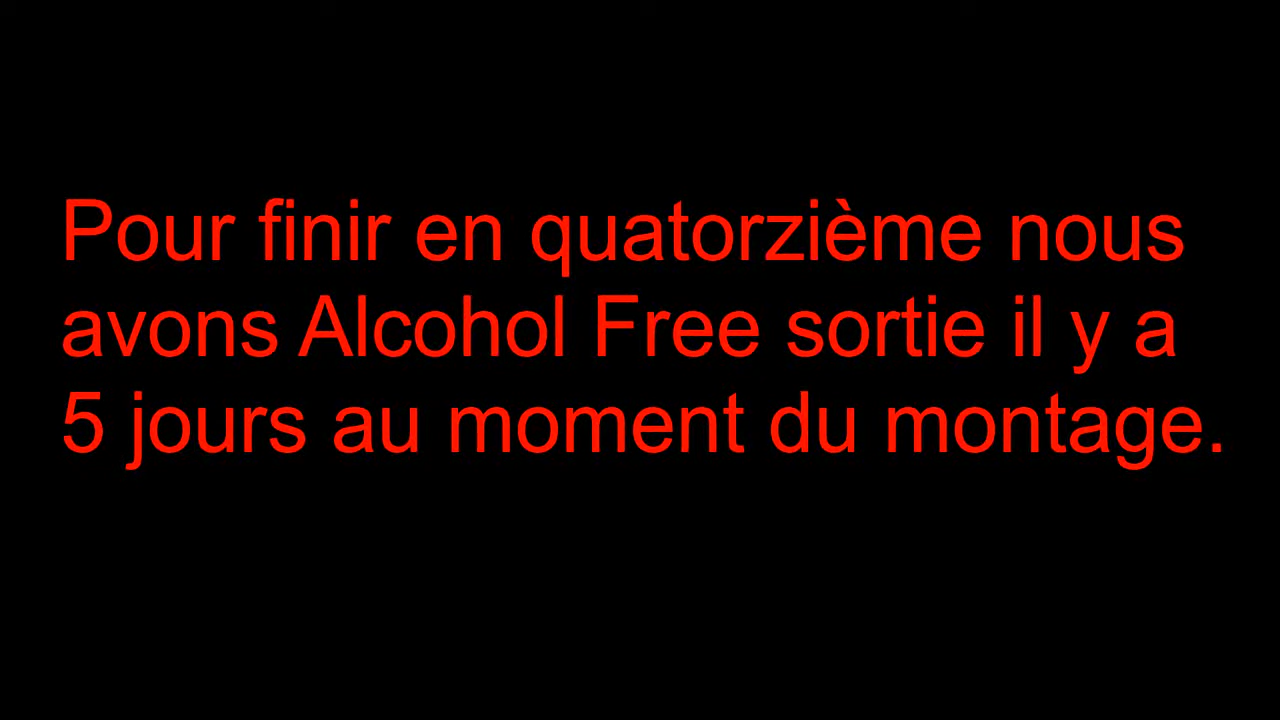 Pour finir en quatorzième nous
avons Alcohol Free sortie il y a
5 jours au moment du montage.